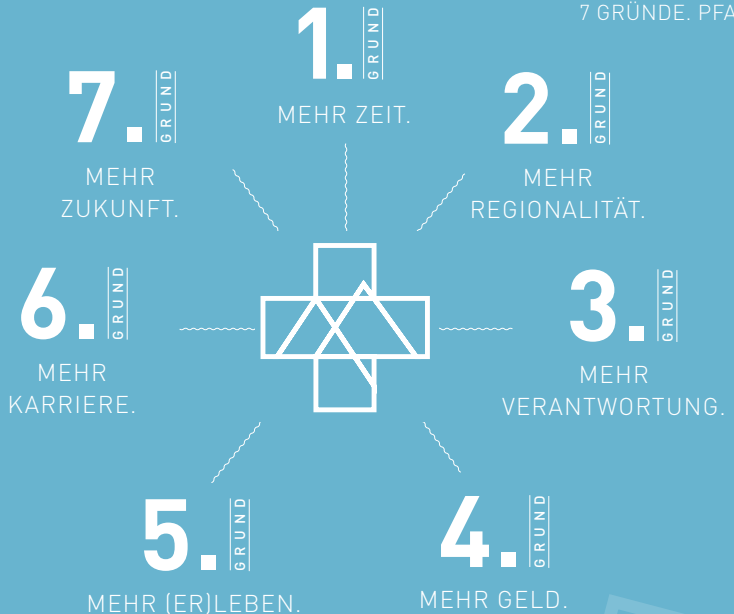 7 GRÜNDE.
1. GRUND
MEHR ZEIT.
2. GRUND
MEHR
REGIONALITÄT.
3. GRUND
MEHR
VERANTWORTUNG.
4. GRUND
MEHR GELD.
5. GRUND
MEHR (ER)LEBEN.
6. GRUND
MEHR
KARRIERE.
7. GRUND
MEHR
ZUKUNFT.